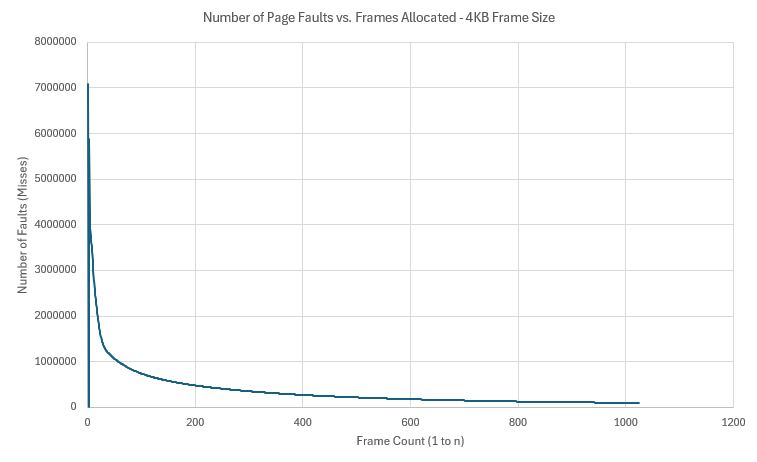 Number of Page Faults vs. Frames Allocated - 4KB Frame Size
8000000
7000000
6000000
5000000
4000000
3000000
2000000
1000000
0
Number of Faults (Misses)
0 200 400 600 800 1000 1200
Frame Count (1 to n)